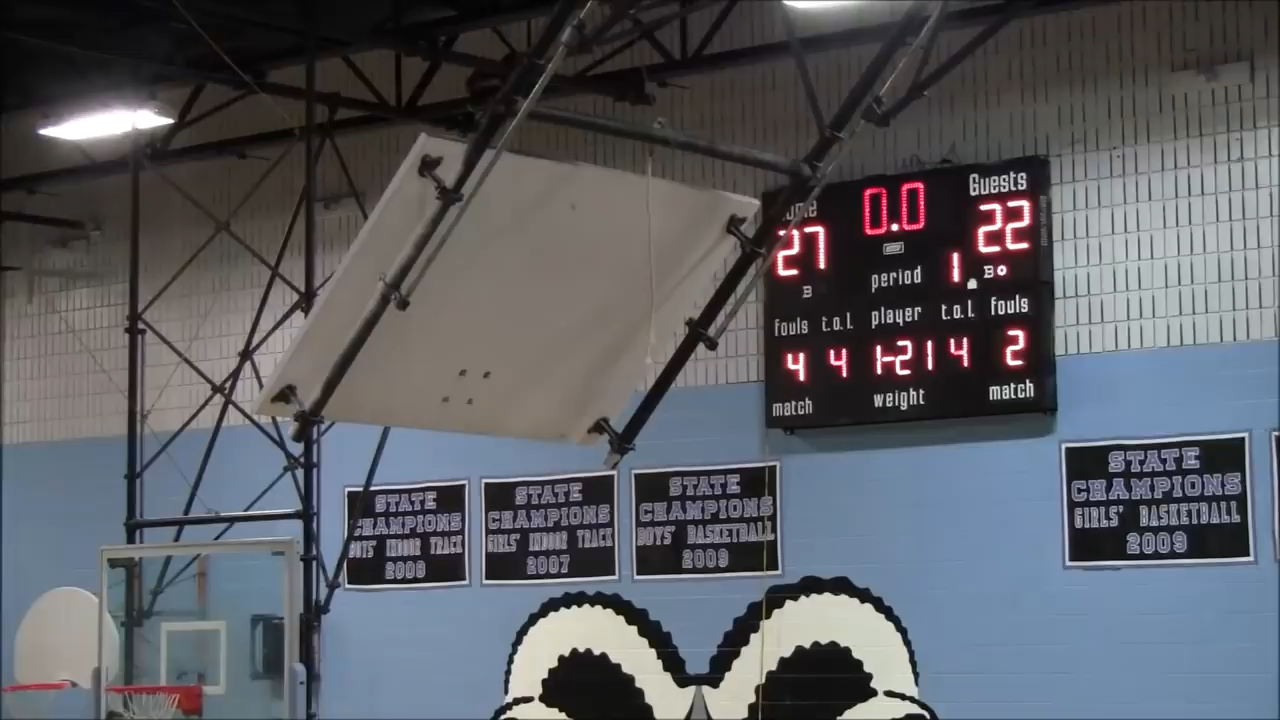 Guests
0.0
27
22
period
1
B
B
fouls t.o.l. player t.o.l. fouls
4 4 1-21 4 2
match weight match
STATE
CHAMPIONS
BOYS' INDOOR TRACK
2008
STATE
CHAMPIONS
GIRLS' INDOOR TRACK
2007
STATE
CHAMPIONS
BOYS' BASKETBALL
2009
STATE
CHAMPIONS
GIRLS' BASKETBALL
2009